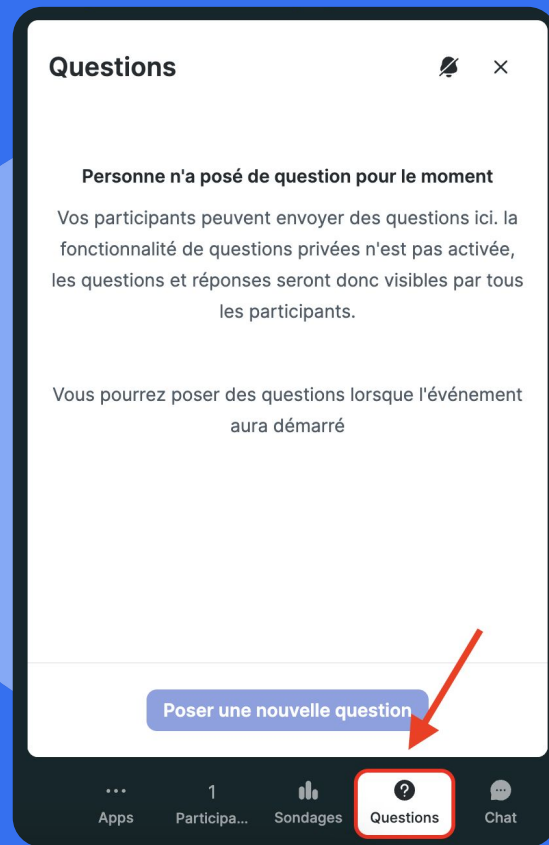 Questions
Personne n'a posé de question pour le moment
Vos participants peuvent envoyer des questions ici. la
fonctionnalité de questions privées n'est pas activée,
les questions et réponses seront donc visibles par tous
les participants.
Vous pourrez poser des questions lorsque l'événement
aura démarré
Poser une nouvelle question
1
Apps
Participa...
Sondages
Questions
Chat